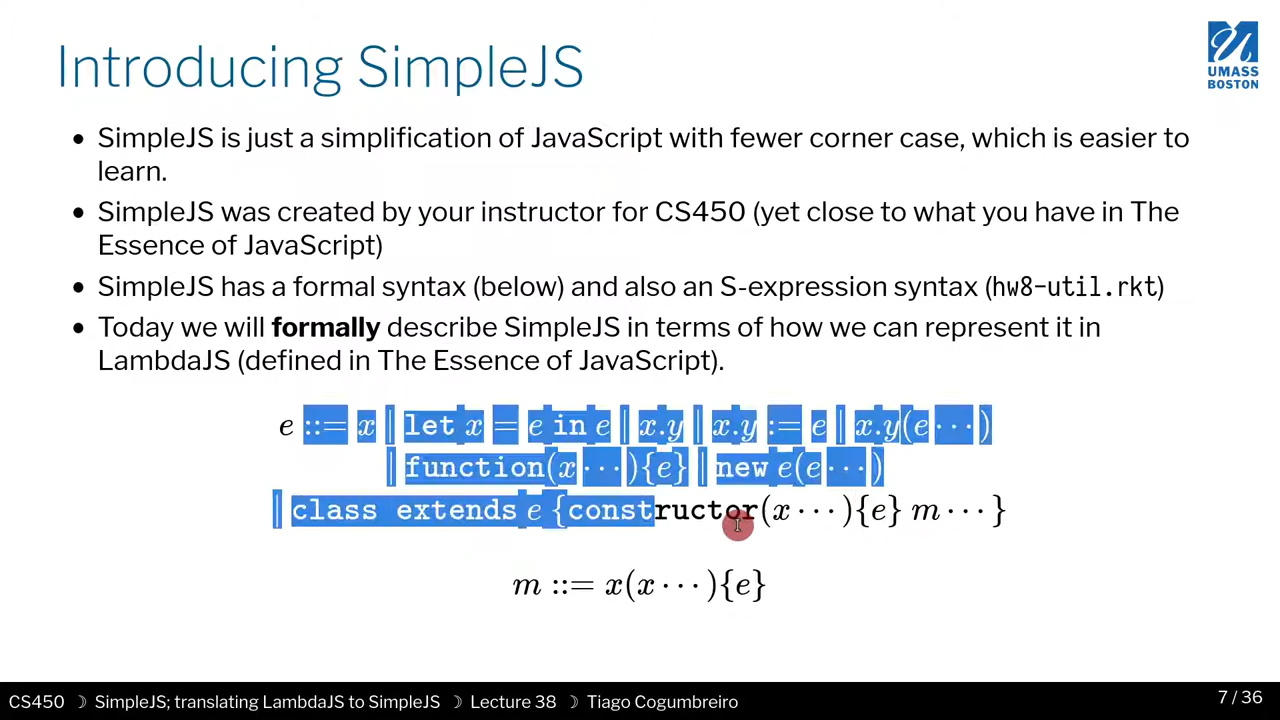 Introducing SimpleJS
UMASS
BOSTON
• SimpleJS is just a simplification of JavaScript with fewer corner case, which is easier to
learn.
• SimpleJS was created by your instructor for CS450 (yet close to what you have in The
Essence of JavaScript)
• SimpleJS has a formal syntax (below) and also an S-expression syntax (hw8-util.rkt)
• Today we will formally describe SimpleJS in terms of how we can represent it in
LambdaJS (defined in The Essence of JavaScript).
e ::= x | let x = e in e | x.y | x.y := e | x.y(e ⋯)
| function(x ⋯){e} | new e(e ⋯)
| class extends e {constructor(x ⋯){e} m ⋯}
m ::= x(x ⋯){e}
CS450 ☽ SimpleJS; translating LambdaJS to SimpleJS ☽ Lecture 38 ☽ Tiago Cogumbreiro
7 / 36